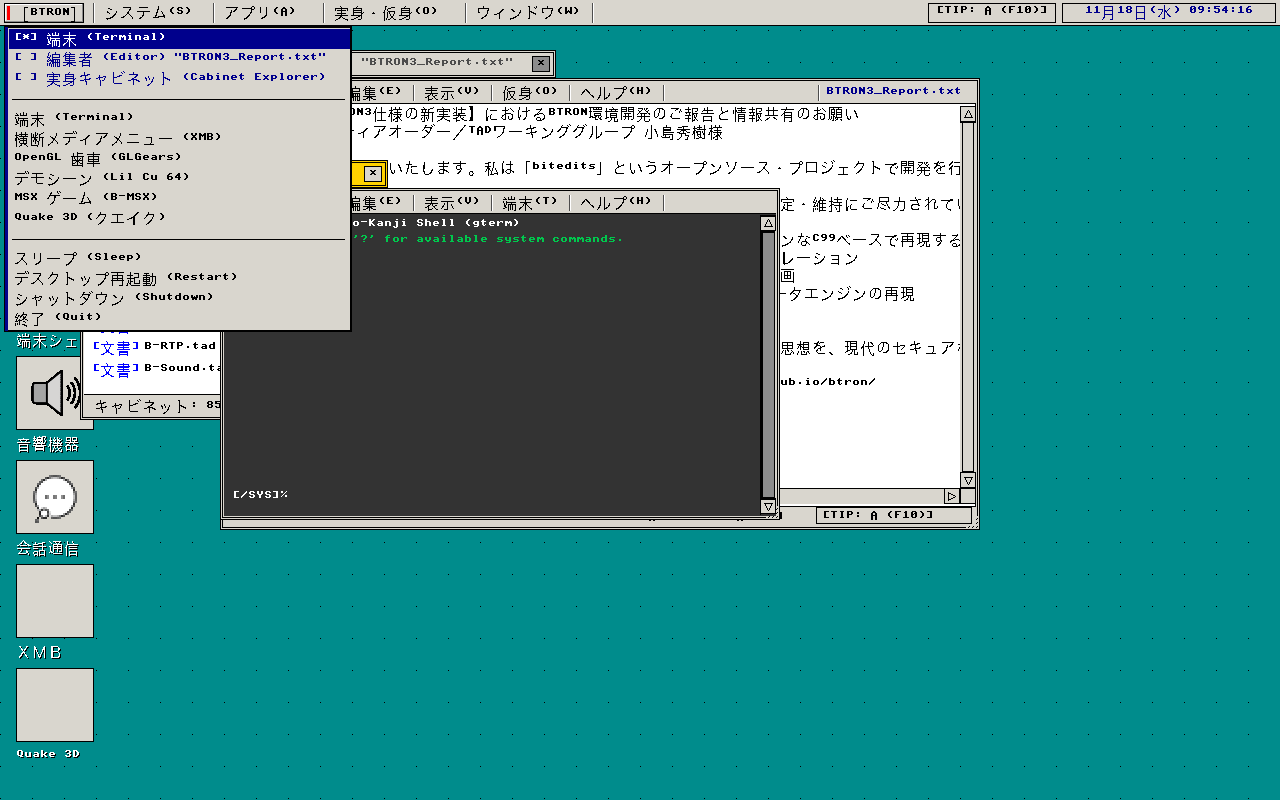 [BTRON] システム(S) アプリ(A) 実身・仮身(O) ウィンドウ(W) [TIP: A (F10)] 11月18日(水) 09:54:16
[*] 端末 (Terminal)
[ ] 編集者 (Editor) "BTRON3_Report.txt"
[ ] 実身キャビネット (Cabinet Explorer)
端末 (Terminal)
横断メディアメニュー (XMB)
OpenGL 歯車 (GLGears)
デモシーン (Lil Cu 64)
MSX ゲーム (B-MSX)
Quake 3D (クエイク)
スリープ (Sleep)
デスクトップ再起動 (Restart)
シャットダウン (Shutdown)
終了 (Quit)
"BTRON3_Report.txt"
編集(E) 表示(V) 仮身(O) ヘルプ(H) BTRON3_Report.txt
ON3仕様の新実装】におけるBTRON環境開発のご報告と情報共有のお願い
ィアオーダー／TADワーキンググループ 小島秀樹様
いたします。私は「bitedits」というオープンソース・プロジェクトで開発を行
定・維持にご尽力されてい
ンなC99ベースで再現する
レーション
画
ータエンジンの再現
思想を、現代のセキュア
ub.io/btron/
[TIP: A (F10)]
編集(E) 表示(V) 端末(T) ヘルプ(H)
o-Kanji Shell (gterm)
'?' for available system commands.
[/SYS]%
[文書] B-RTP.tad
[文書] B-Sound.ta
キャビネット: 85
端末シェ
音響機器
会話通信
ＸＭＢ
Quake 3D